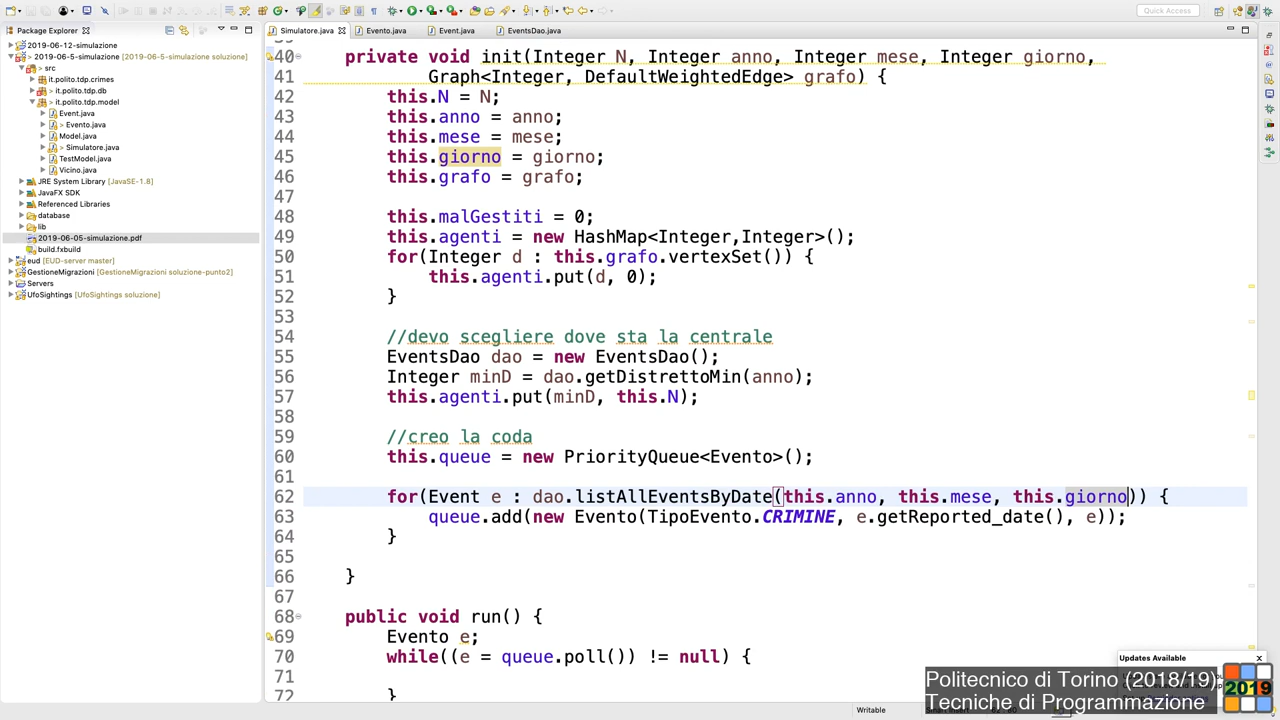 Quick Access
Package Explorer
Simulatore.java
Evento.java
Event.java
EventsDao.java
2019-06-12-simulazione
> 2019-06-5-simulazione [2019-06-5-simulazione soluzione]
> src
it.polito.tdp.crimes
> it.polito.tdp.db
> it.polito.tdp.model
Event.java
> Evento.java
Model.java
> Simulatore.java
TestModel.java
Vicino.java
JRE System Library [JavaSE-1.8]
JavaFX SDK
Referenced Libraries
database
lib
2019-06-05-simulazione.pdf
build.fxbuild
eud [EUD-server master]
GestioneMigrazioni [GestioneMigrazioni soluzione-punto2]
Servers
UfoSightings [UfoSightings soluzione]
40 private void init(Integer N, Integer anno, Integer mese, Integer giorno,
41 Graph<Integer, DefaultWeightedEdge> grafo) {
42 this.N = N;
43 this.anno = anno;
44 this.mese = mese;
45 this.giorno = giorno;
46 this.grafo = grafo;
47
48 this.malGestiti = 0;
49 this.agenti = new HashMap<Integer,Integer>();
50 for(Integer d : this.grafo.vertexSet()) {
51 this.agenti.put(d, 0);
52 }
53
54 //devo scegliere dove sta la centrale
55 EventsDao dao = new EventsDao();
56 Integer minD = dao.getDistrettoMin(anno);
57 this.agenti.put(minD, this.N);
58
59 //creo la coda
60 this.queue = new PriorityQueue<Evento>();
61
62 for(Event e : dao.listAllEventsByDate(this.anno, this.mese, this.giorno)) {
63 queue.add(new Evento(TipoEvento.CRIMINE, e.getReported_date(), e));
64 }
65
66 }
67
68 public void run() {
69 Evento e;
70 while((e = queue.poll()) != null) {
71
72 }
Updates Available
Politecnico di Torino (2018/19)
Tecniche di Programmazione
2019
Writable